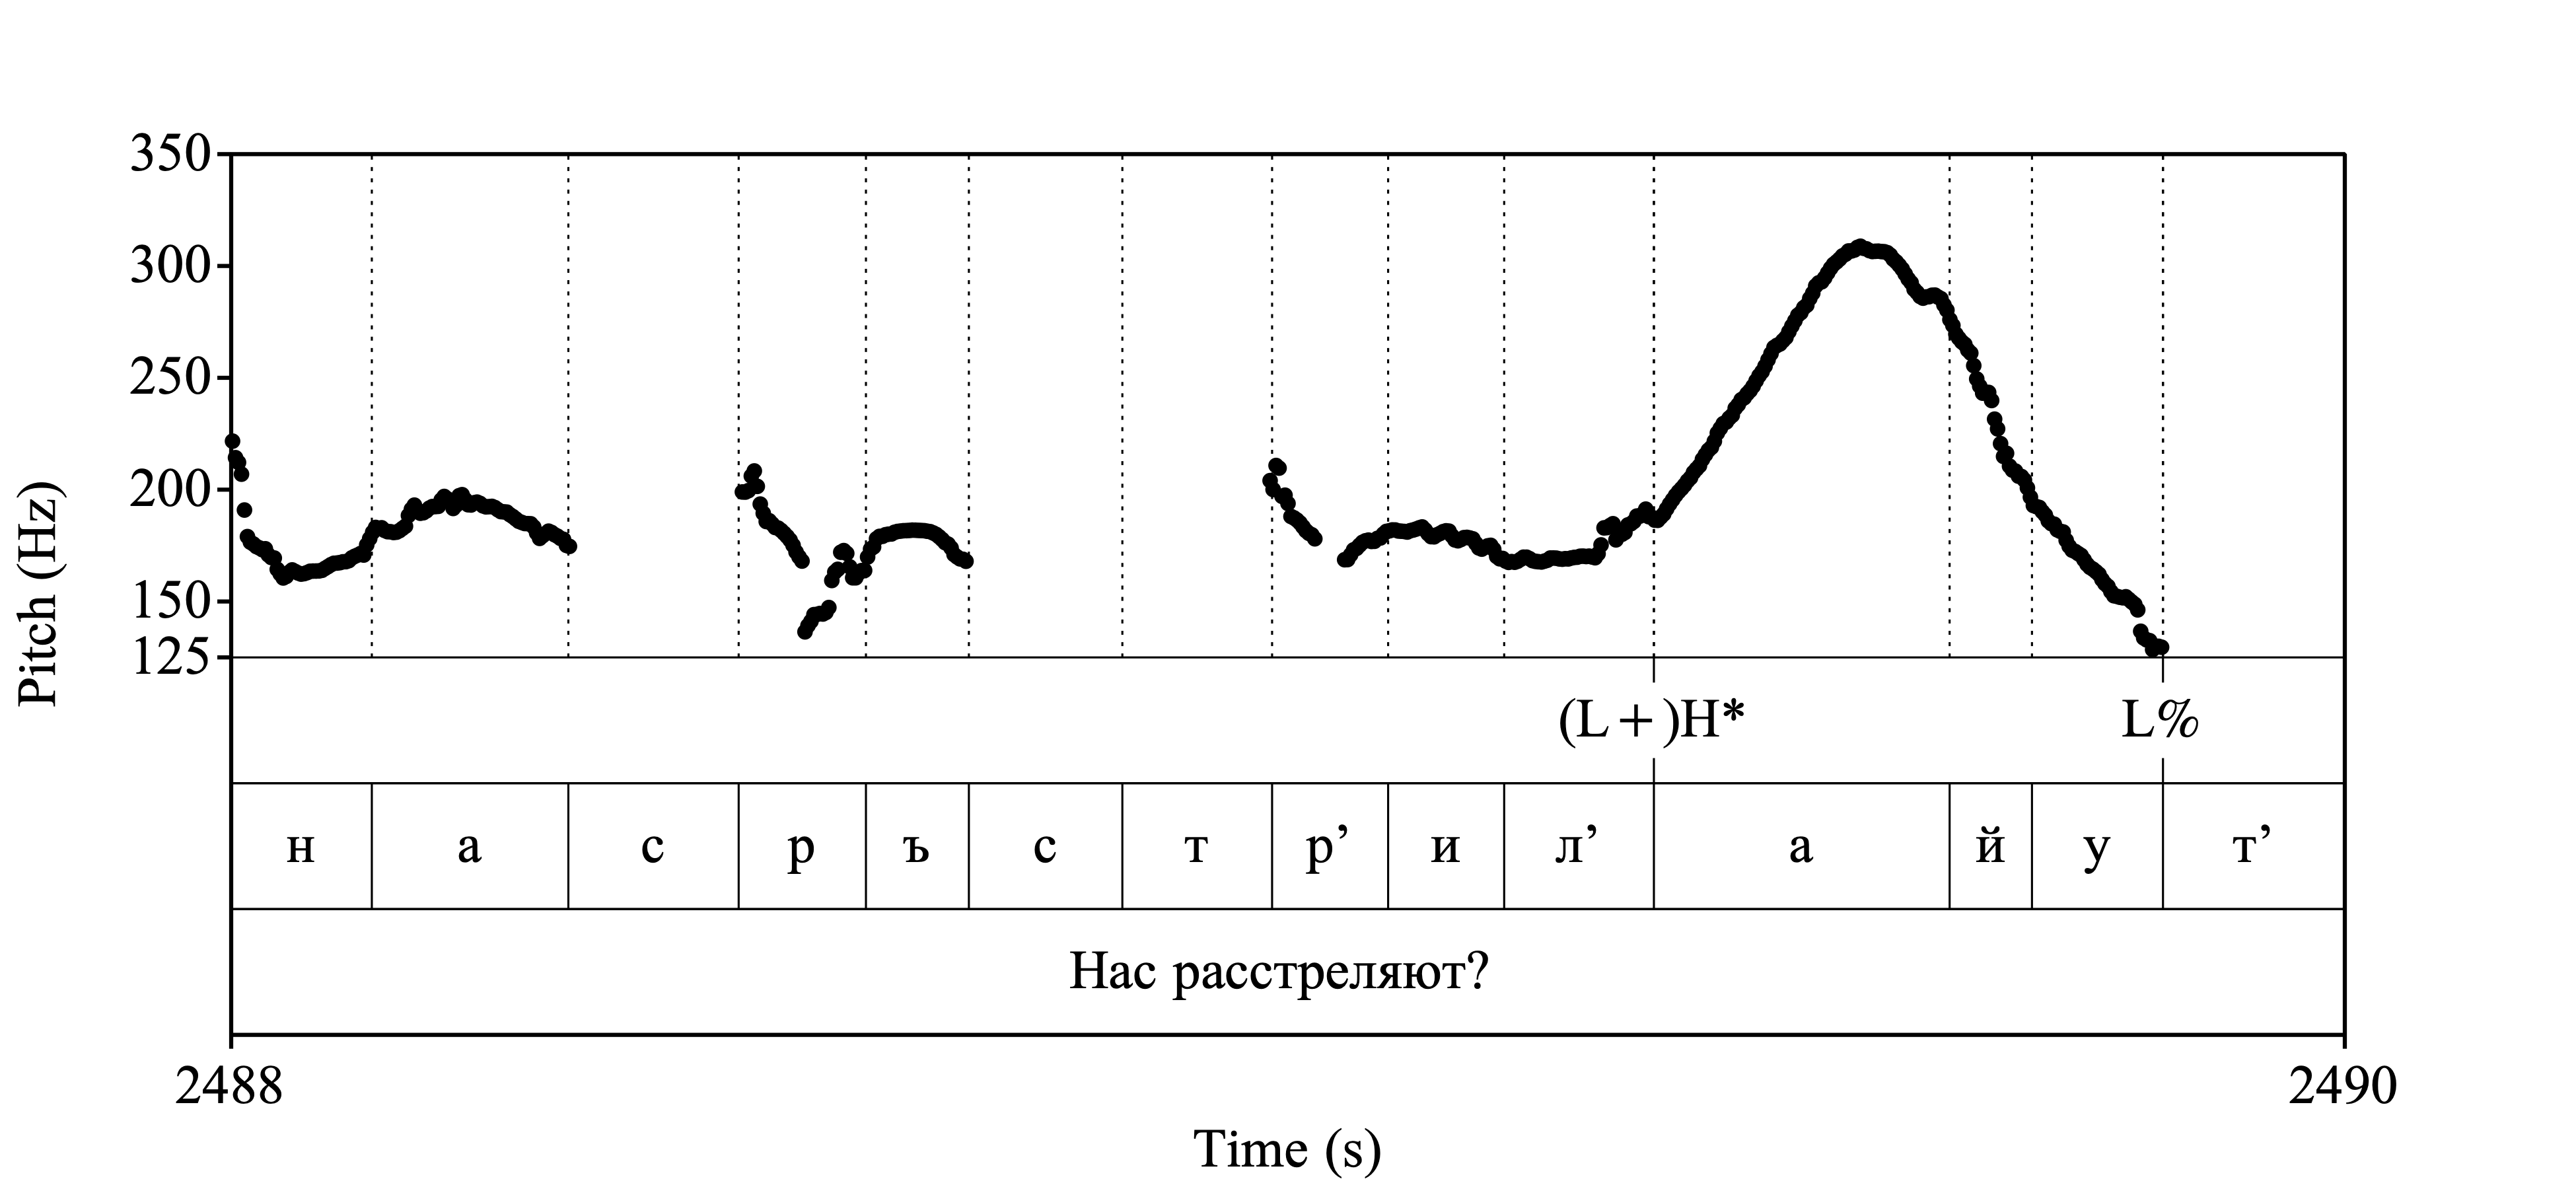 350
300
250
200
150
125
Pitch (Hz)
(L+)H* L%
н а с р ъ с т р’ и л’ а й у т’
Нас расстреляют?
2488 2490
Time (s)